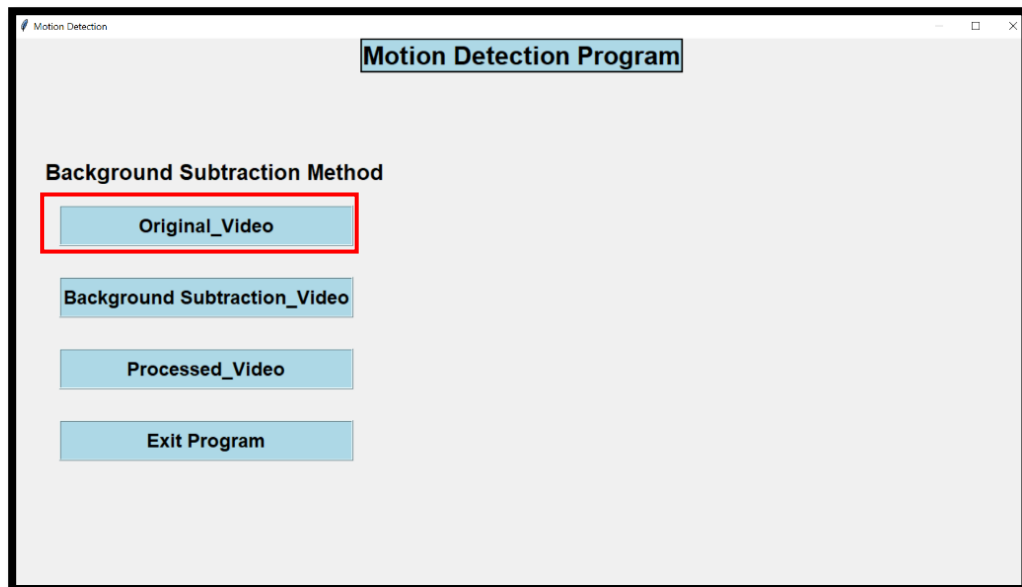 Motion Detection
Motion Detection Program
Background Subtraction Method
Original_Video
Background Subtraction_Video
Processed_Video
Exit Program